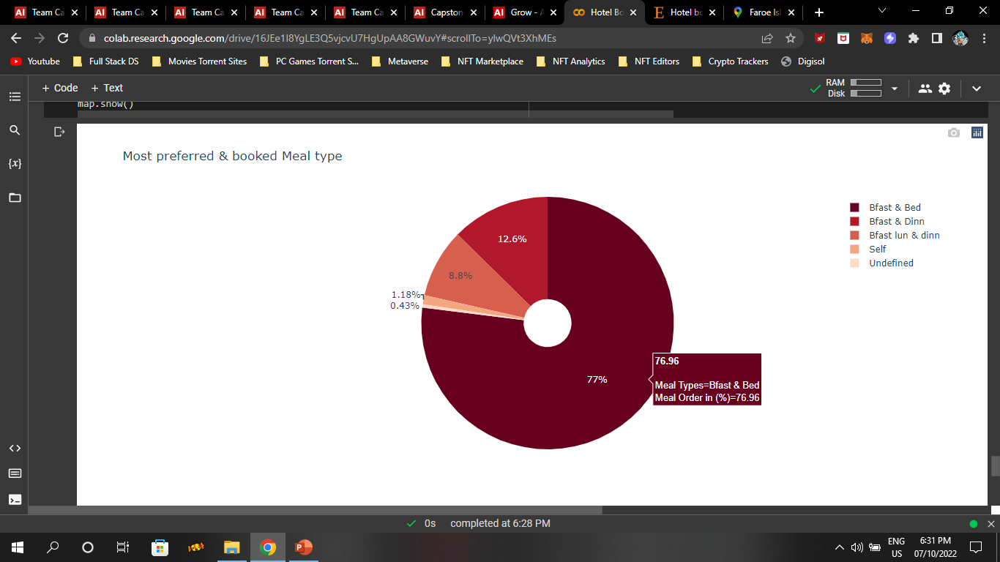 Team Ca
Team Ca
Team Ca
Team Ca
Team Ca
Capston
Grow - A
Hotel Bo
Hotel bo
Faroe Isl
colab.research.google.com/drive/16JEe1I8YgLE3Q5vjcvU7HgUpAA8GWuvY#scrollTo=ylwQVt3XhMEs
Youtube
Full Stack DS
Movies Torrent Sites
PC Games Torrent S...
Metaverse
NFT Marketplace
NFT Analytics
NFT Editors
Crypto Trackers
Digisol
+ Code
+ Text
RAM
Disk
map.show()
{x}
Most preferred & booked Meal type
Bfast & Bed
Bfast & Dinn
Bfast lun & dinn
Self
Undefined
12.6%
8.8%
1.18%
0.43%
77%
76.96
Meal Types=Bfast & Bed
Meal Order in (%)=76.96
0s
completed at 6:28 PM
ENG
US
6:31 PM
07/10/2022